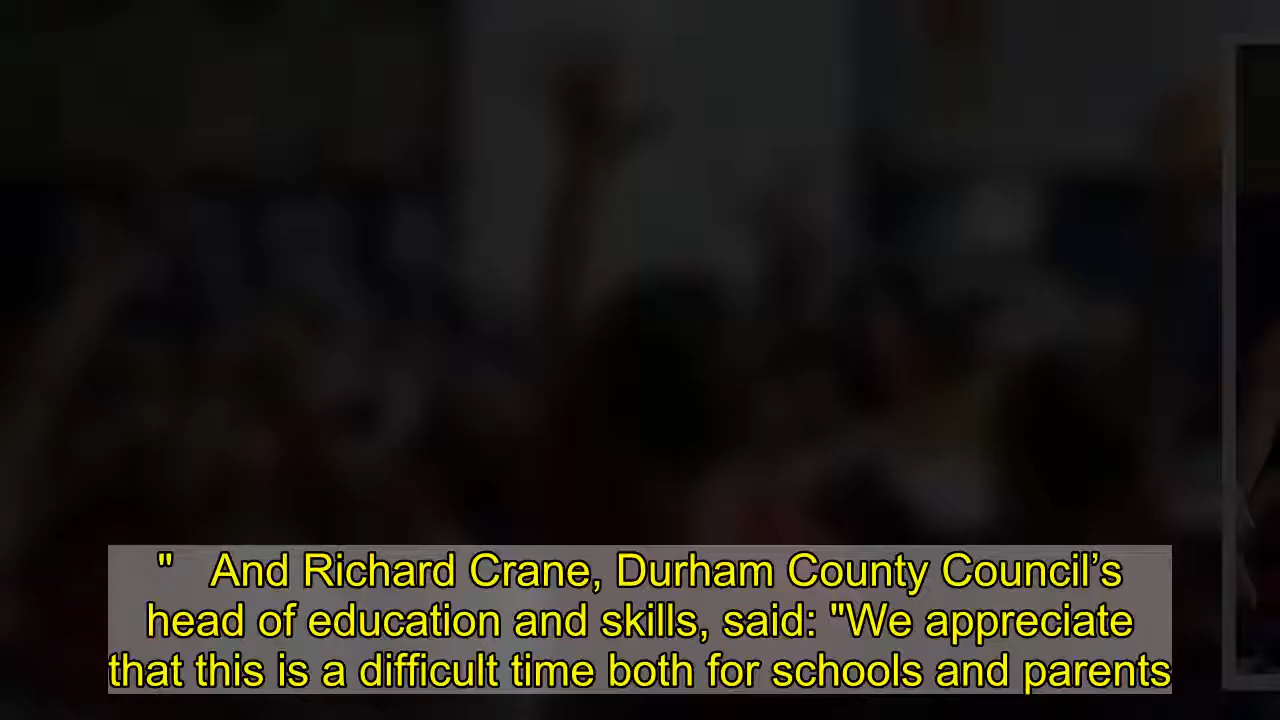 "   And Richard Crane, Durham County Council’s
head of education and skills, said: "We appreciate
that this is a difficult time both for schools and parents